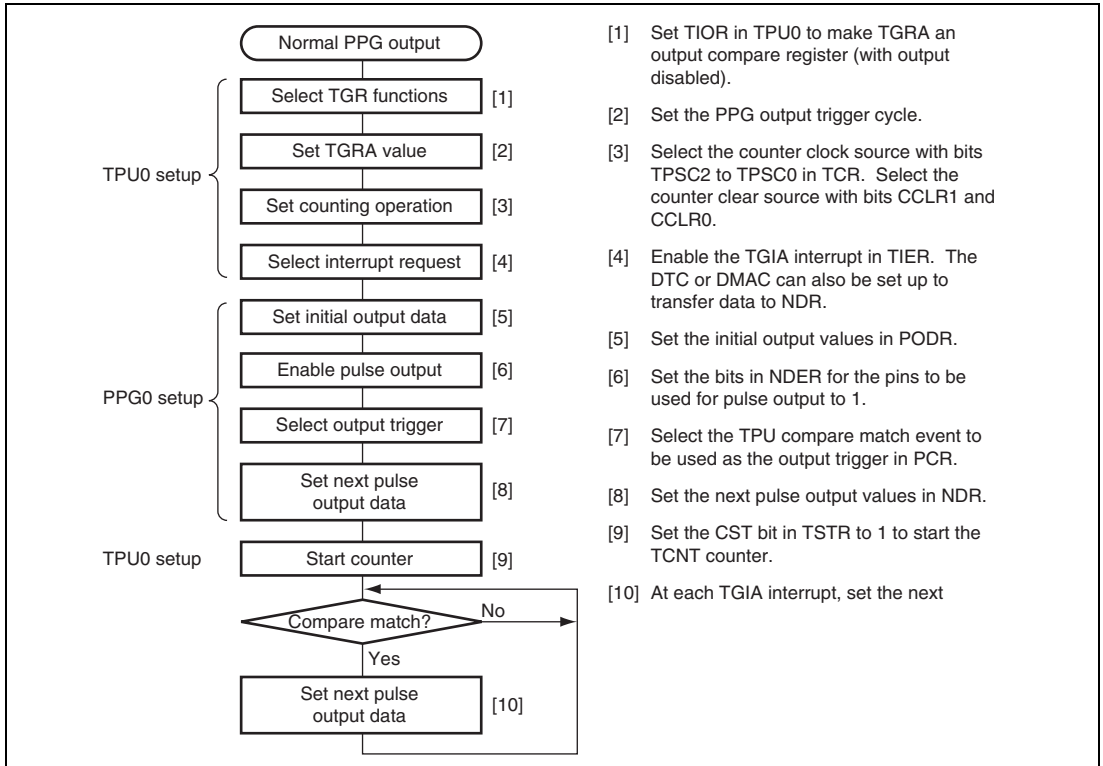 Normal PPG output
Select TGR functions [1]
Set TGRA value [2]
TPU0 setup
Set counting operation [3]
Select interrupt request [4]
Set initial output data [5]
Enable pulse output [6]
PPG0 setup
Select output trigger [7]
Set next pulse
output data
[8]
TPU0 setup
Start counter [9]
Compare match?
No
Yes
Set next pulse
output data
[10]
[1] Set TIOR in TPU0 to make TGRA an
output compare register (with output
disabled).
[2] Set the PPG output trigger cycle.
[3] Select the counter clock source with bits
TPSC2 to TPSC0 in TCR. Select the
counter clear source with bits CCLR1 and
CCLR0.
[4] Enable the TGIA interrupt in TIER. The
DTC or DMAC can also be set up to
transfer data to NDR.
[5] Set the initial output values in PODR.
[6] Set the bits in NDER for the pins to be
used for pulse output to 1.
[7] Select the TPU compare match event to
be used as the output trigger in PCR.
[8] Set the next pulse output values in NDR.
[9] Set the CST bit in TSTR to 1 to start the
TCNT counter.
[10] At each TGIA interrupt, set the next